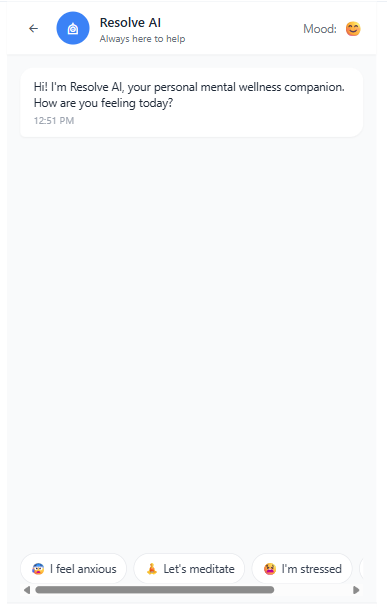 Resolve AI
Always here to help
Mood: 😊
Hi! I'm Resolve AI, your personal mental wellness companion.
How are you feeling today?
12:51 PM
😰 I feel anxious
🧘 Let's meditate
😫 I'm stressed